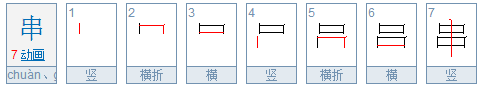 串
7 动画
chuàn、g
1 2 3 4 5 6 7
竖 横折 横 竖 横折 横 竖